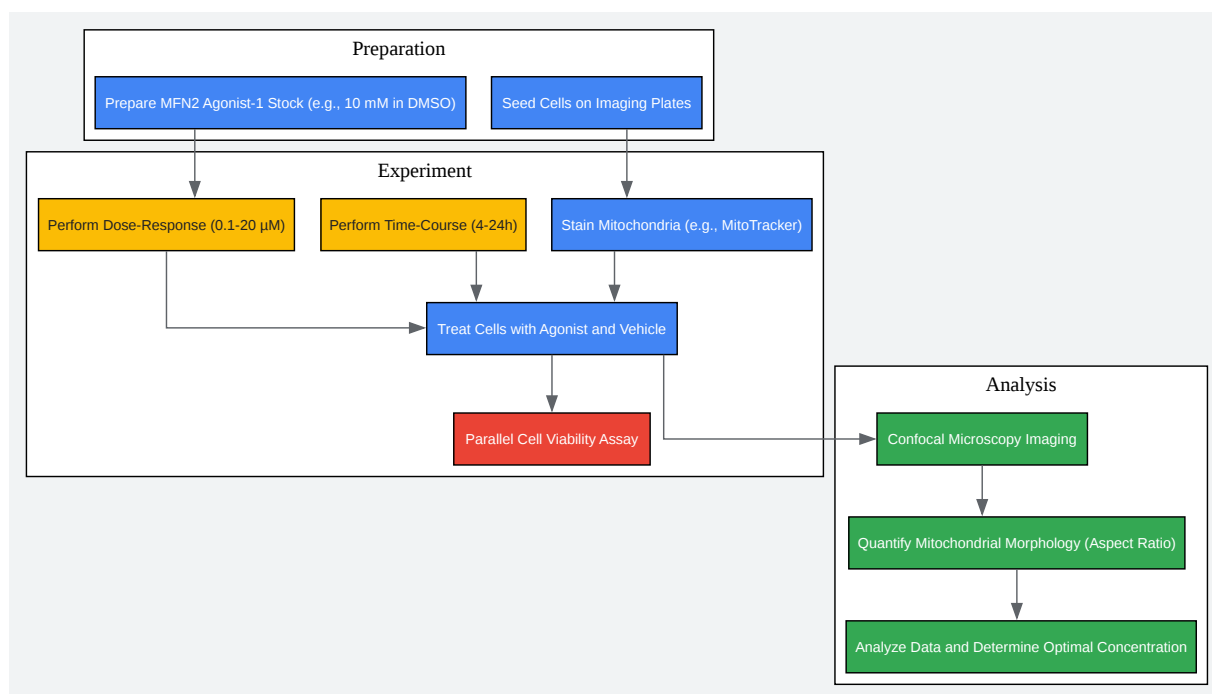 Preparation
Prepare MFN2 Agonist-1 Stock (e.g., 10 mM in DMSO)
Seed Cells on Imaging Plates
Experiment
Perform Dose-Response (0.1-20 µM)
Perform Time-Course (4-24h)
Stain Mitochondria (e.g., MitoTracker)
Treat Cells with Agonist and Vehicle
Parallel Cell Viability Assay
Analysis
Confocal Microscopy Imaging
Quantify Mitochondrial Morphology (Aspect Ratio)
Analyze Data and Determine Optimal Concentration